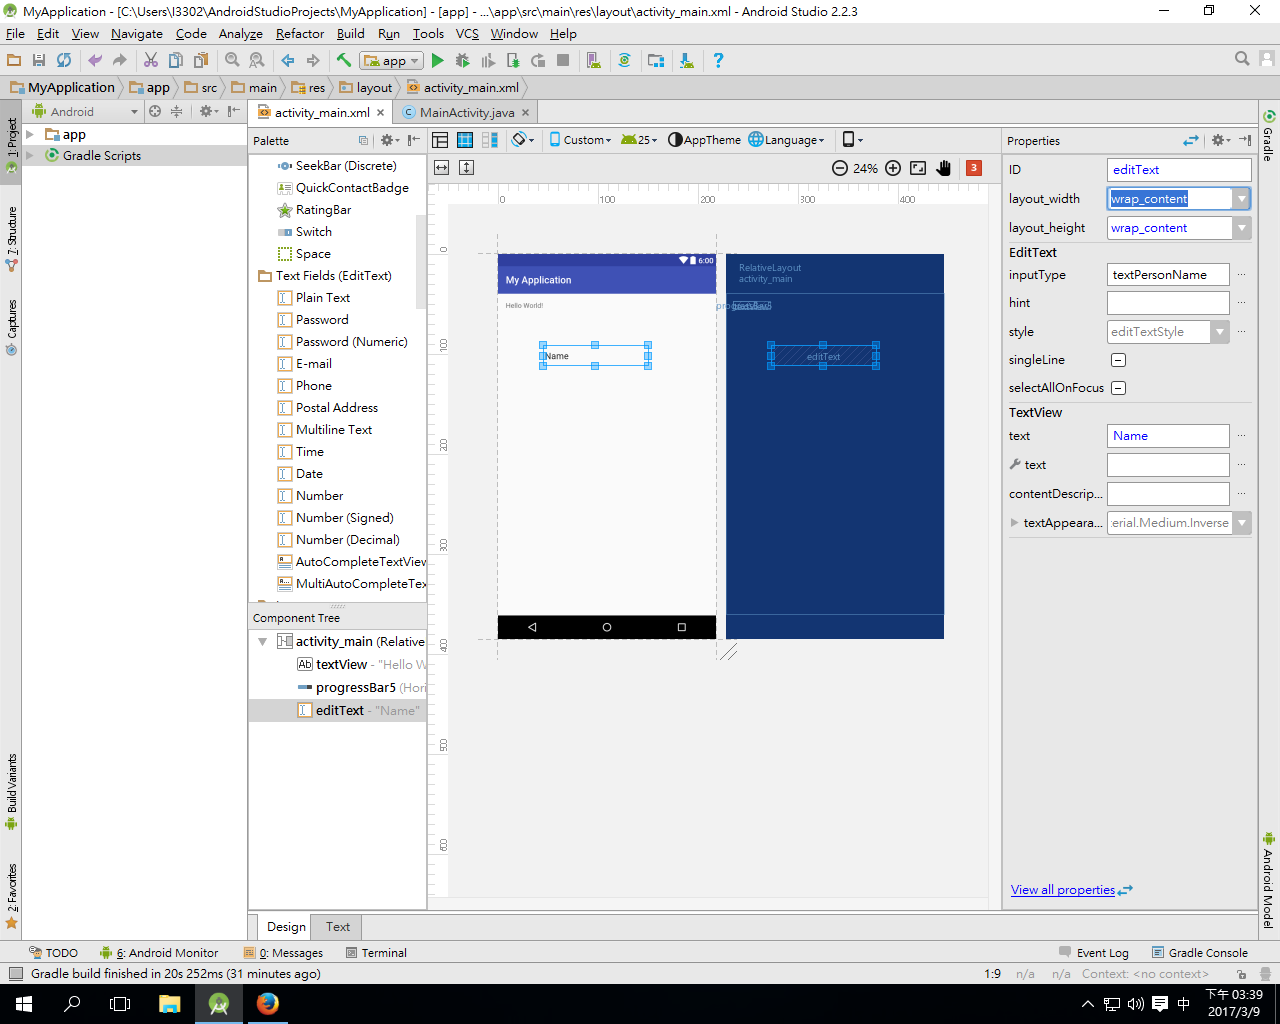 MyApplication - [C:\Users\I3302\AndroidStudioProjects\MyApplication] - [app] - ...\app\src\main\res\layout\activity_main.xml - Android Studio 2.2.3
File Edit View Navigate Code Analyze Refactor Build Run Tools VCS Window Help
app
MyApplication app src main res layout activity_main.xml
Android
activity_main.xml
MainActivity.java
1: Project
7: Structure
Captures
Build Variants
2: Favorites
app
Gradle Scripts
Palette
SeekBar (Discrete)
QuickContactBadge
RatingBar
Switch
Space
Text Fields (EditText)
Plain Text
Password
Password (Numeric)
E-mail
Phone
Postal Address
Multiline Text
Time
Date
Number
Number (Signed)
Number (Decimal)
AutoCompleteTextView
MultiAutoCompleteTex
Component Tree
activity_main (Relative
textView - "Hello W
progressBar5 (Hori
editText - "Name"
Custom 25 AppTheme Language
24% 3
0 100 200 400
0
100
200
300
400
500
600
6:00
My Application
Hello World!
Name
RelativeLayout
activity_main
progressBar5
editText
Design Text
Properties
ID editText
layout_width wrap_content
layout_height wrap_content
EditText
inputType textPersonName
hint
style editTextStyle
singleLine
selectAllOnFocus
TextView
text Name
text
contentDescrip...
textAppeara... :erial.Medium.Inverse
View all properties
Gradle
Android Model
TODO 6: Android Monitor 0: Messages Terminal Event Log Gradle Console
Gradle build finished in 20s 252ms (31 minutes ago) 1:9 n/a n/a Context: <no context>
中
下午 03:39
2017/3/9